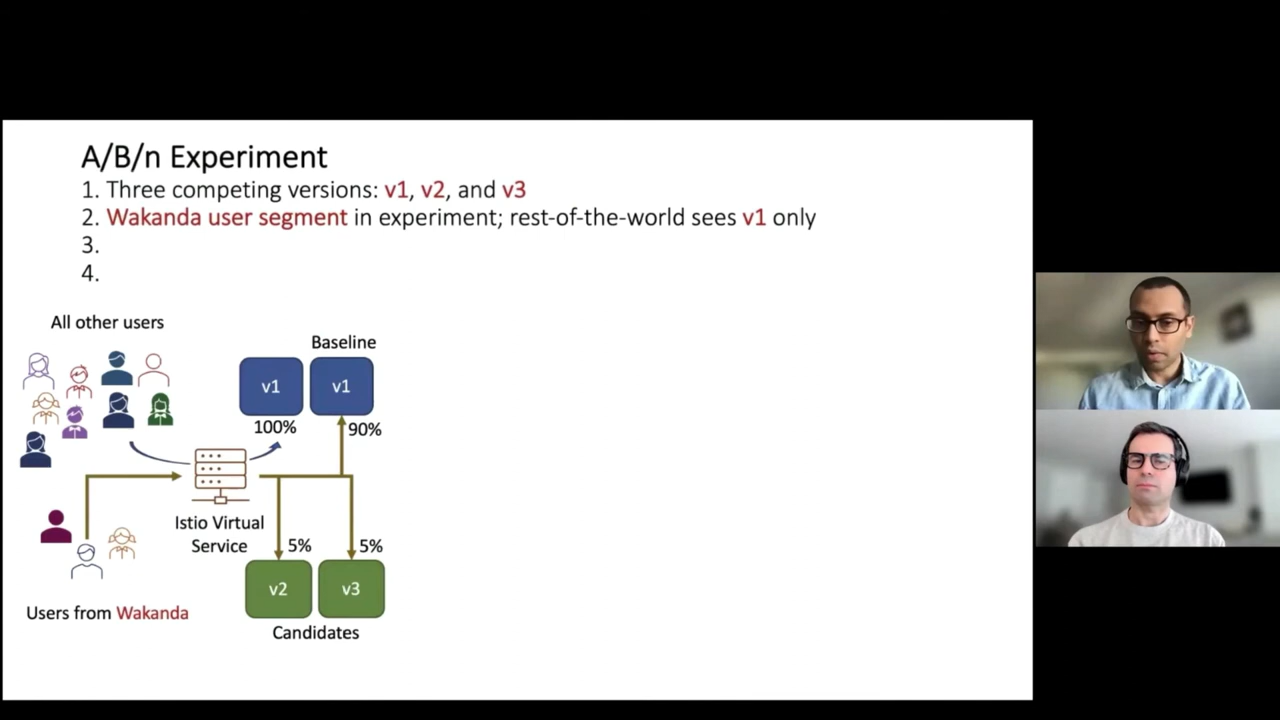 A/B/n Experiment
1. Three competing versions: v1, v2, and v3
2. Wakanda user segment in experiment; rest-of-the-world sees v1 only
3.
4.
All other users
Baseline
v1
v1
100%
90%
Istio Virtual
Service
5%
5%
v2
v3
Users from Wakanda
Candidates